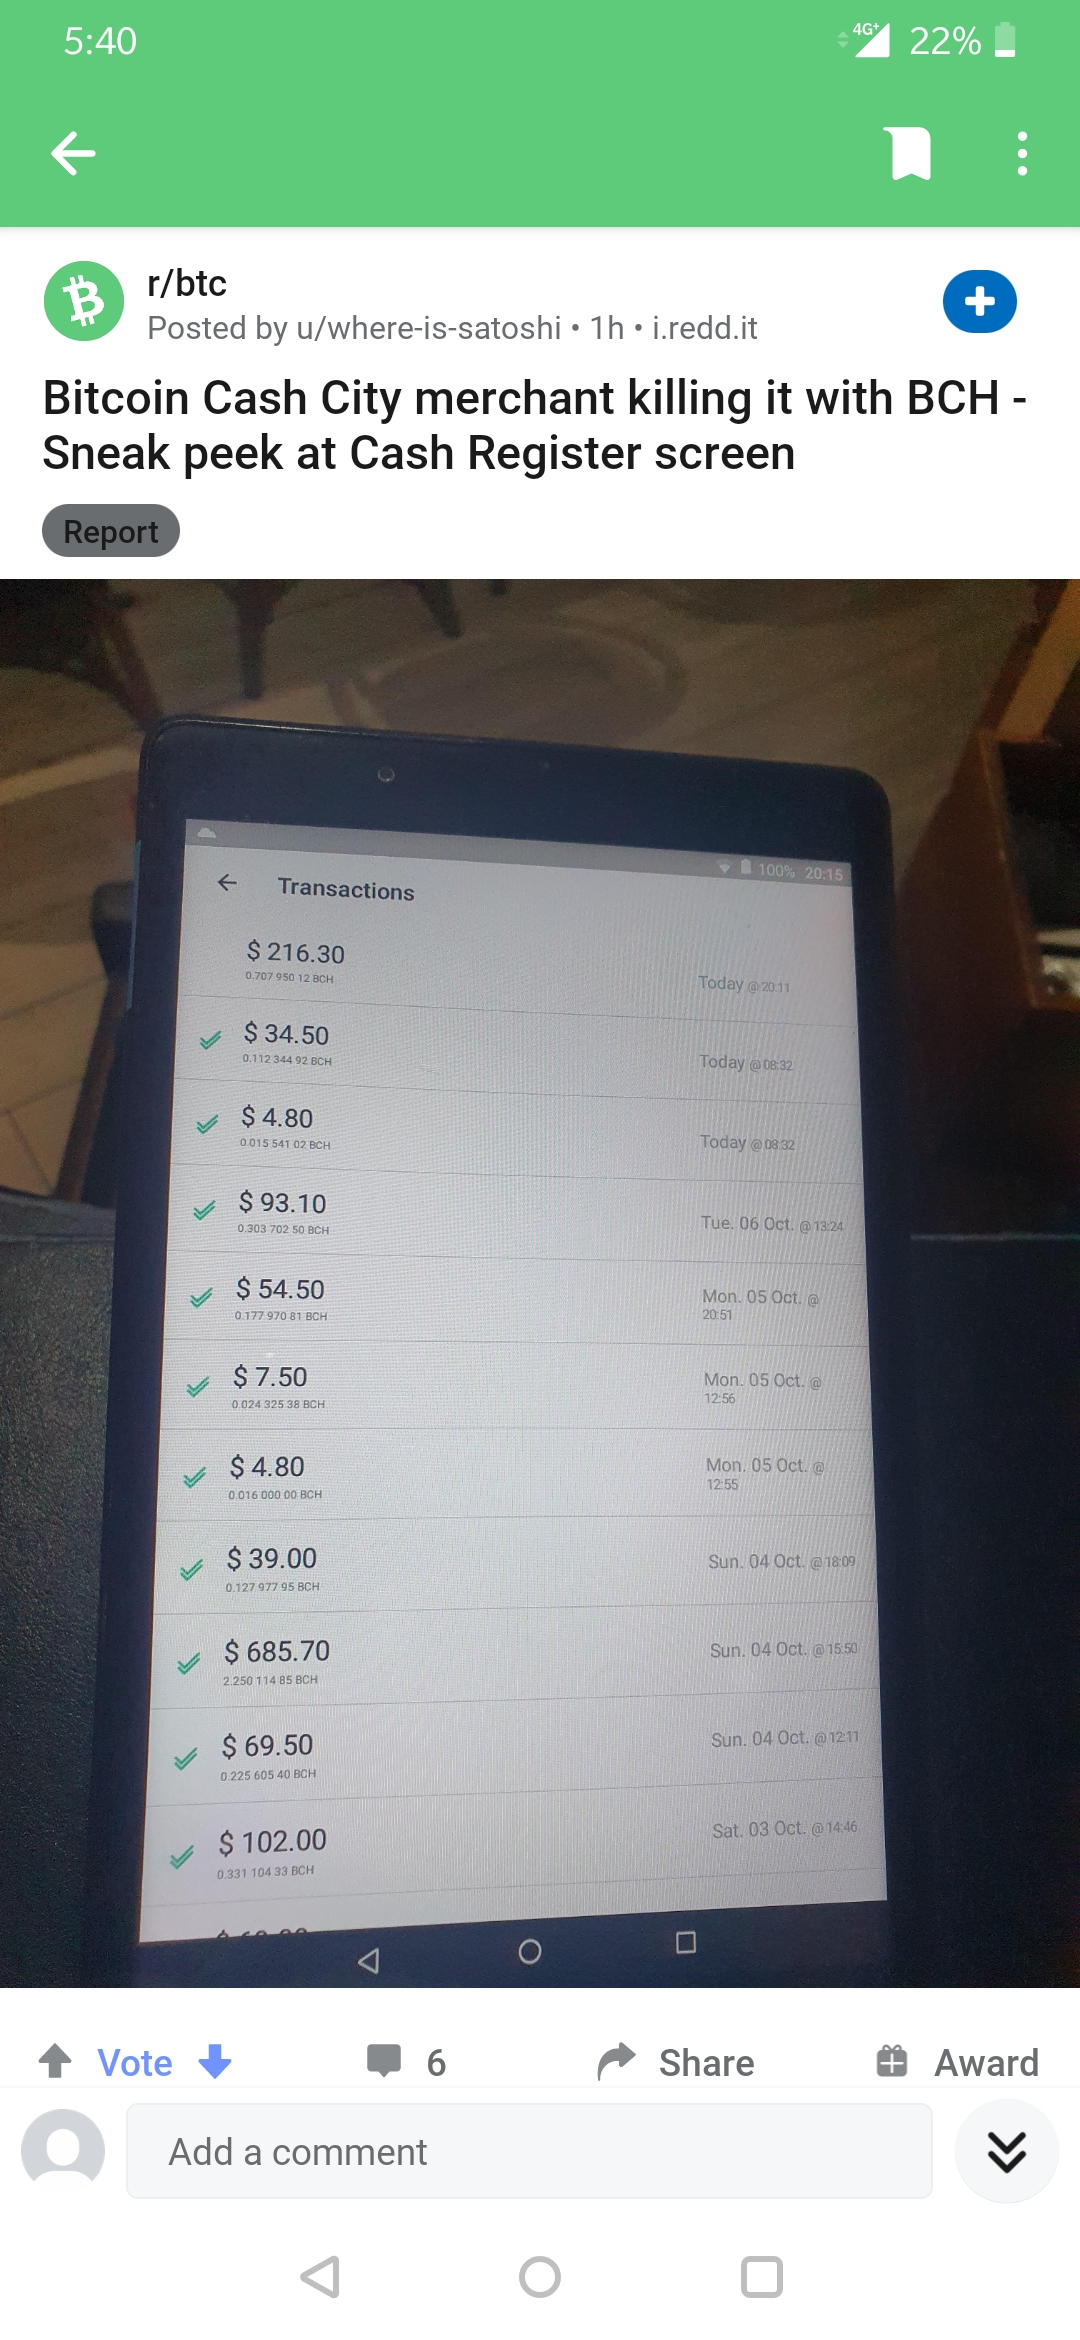 5:40
4G+ 22%
r/btc
Posted by u/where-is-satoshi • 1h • i.redd.it
Bitcoin Cash City merchant killing it with BCH -
Sneak peek at Cash Register screen
Report
100% 20:15
Transactions
$ 216.30
0.707 950 12 BCH
Today @ 20:11
$ 34.50
0.112 344 92 BCH
Today @ 08:32
$ 4.80
0.015 541 02 BCH
Today @ 08:32
$ 93.10
0.303 702 50 BCH
Tue. 06 Oct. @ 13:24
$ 54.50
0.177 970 81 BCH
Mon. 05 Oct. @
20:51
$ 7.50
0.024 325 38 BCH
Mon. 05 Oct. @
12:56
$ 4.80
0.016 000 00 BCH
Mon. 05 Oct. @
12:55
$ 39.00
0.127 977 95 BCH
Sun. 04 Oct. @ 18:09
$ 685.70
2.250 114 85 BCH
Sun. 04 Oct. @ 15:50
$ 69.50
0.225 605 40 BCH
Sun. 04 Oct. @ 12:11
$ 102.00
0.331 104 33 BCH
Sat. 03 Oct. @ 14:46
Vote
6
Share
Award
Add a comment